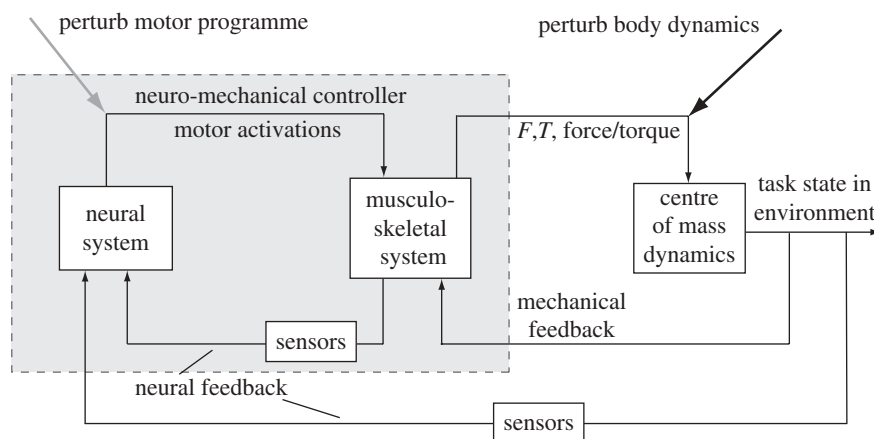 perturb motor programme
perturb body dynamics
neuro-mechanical controller
motor activations
F,T, force/torque
neural
system
musculo-
skeletal
system
centre
of mass
dynamics
task state in
environment
mechanical
feedback
sensors
neural feedback
sensors